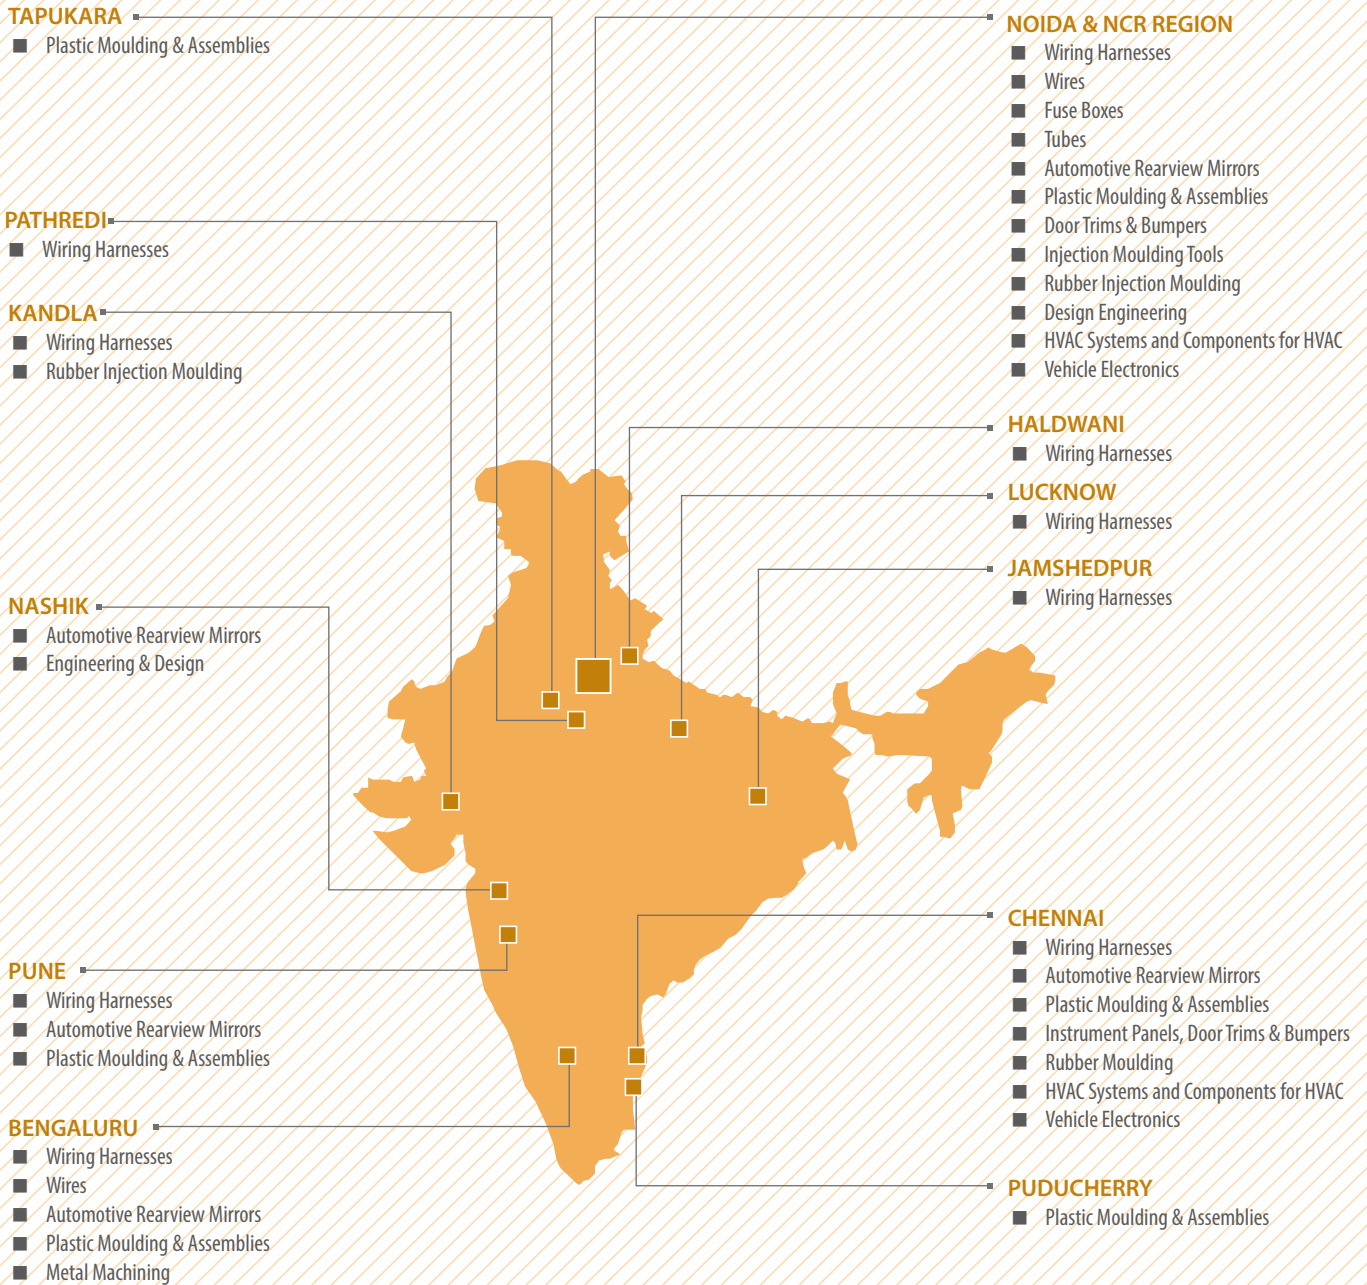 TAPUKARA
Plastic Moulding & Assemblies
PATHREDI
Wiring Harnesses
KANDLA
Wiring Harnesses
Rubber Injection Moulding
NASHIK
Automotive Rearview Mirrors
Engineering & Design
PUNE
Wiring Harnesses
Automotive Rearview Mirrors
Plastic Moulding & Assemblies
BENGALURU
Wiring Harnesses
Wires
Automotive Rearview Mirrors
Plastic Moulding & Assemblies
Metal Machining
NOIDA & NCR REGION
Wiring Harnesses
Wires
Fuse Boxes
Tubes
Automotive Rearview Mirrors
Plastic Moulding & Assemblies
Door Trims & Bumpers
Injection Moulding Tools
Rubber Injection Moulding
Design Engineering
HVAC Systems and Components for HVAC
Vehicle Electronics
HALDWANI
Wiring Harnesses
LUCKNOW
Wiring Harnesses
JAMSHEDPUR
Wiring Harnesses
CHENNAI
Wiring Harnesses
Automotive Rearview Mirrors
Plastic Moulding & Assemblies
Instrument Panels, Door Trims & Bumpers
Rubber Moulding
HVAC Systems and Components for HVAC
Vehicle Electronics
PUDUCHERRY
Plastic Moulding & Assemblies